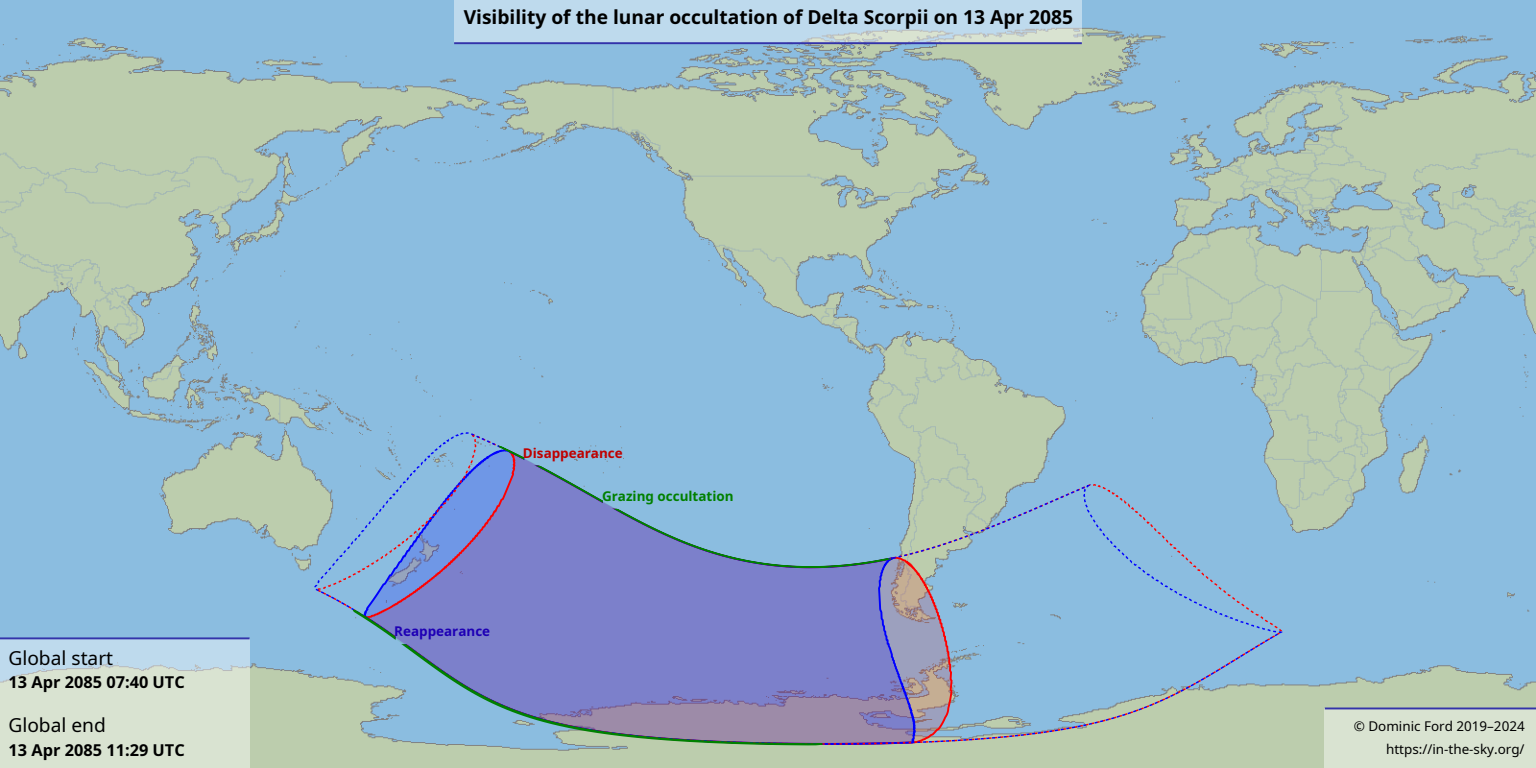 Visibility of the lunar occultation of Delta Scorpii on 13 Apr 2085
Disappearance
Grazing occultation
Reappearance
Global start
13 Apr 2085 07:40 UTC
Global end
13 Apr 2085 11:29 UTC
© Dominic Ford 2019–2024
https://in-the-sky.org/